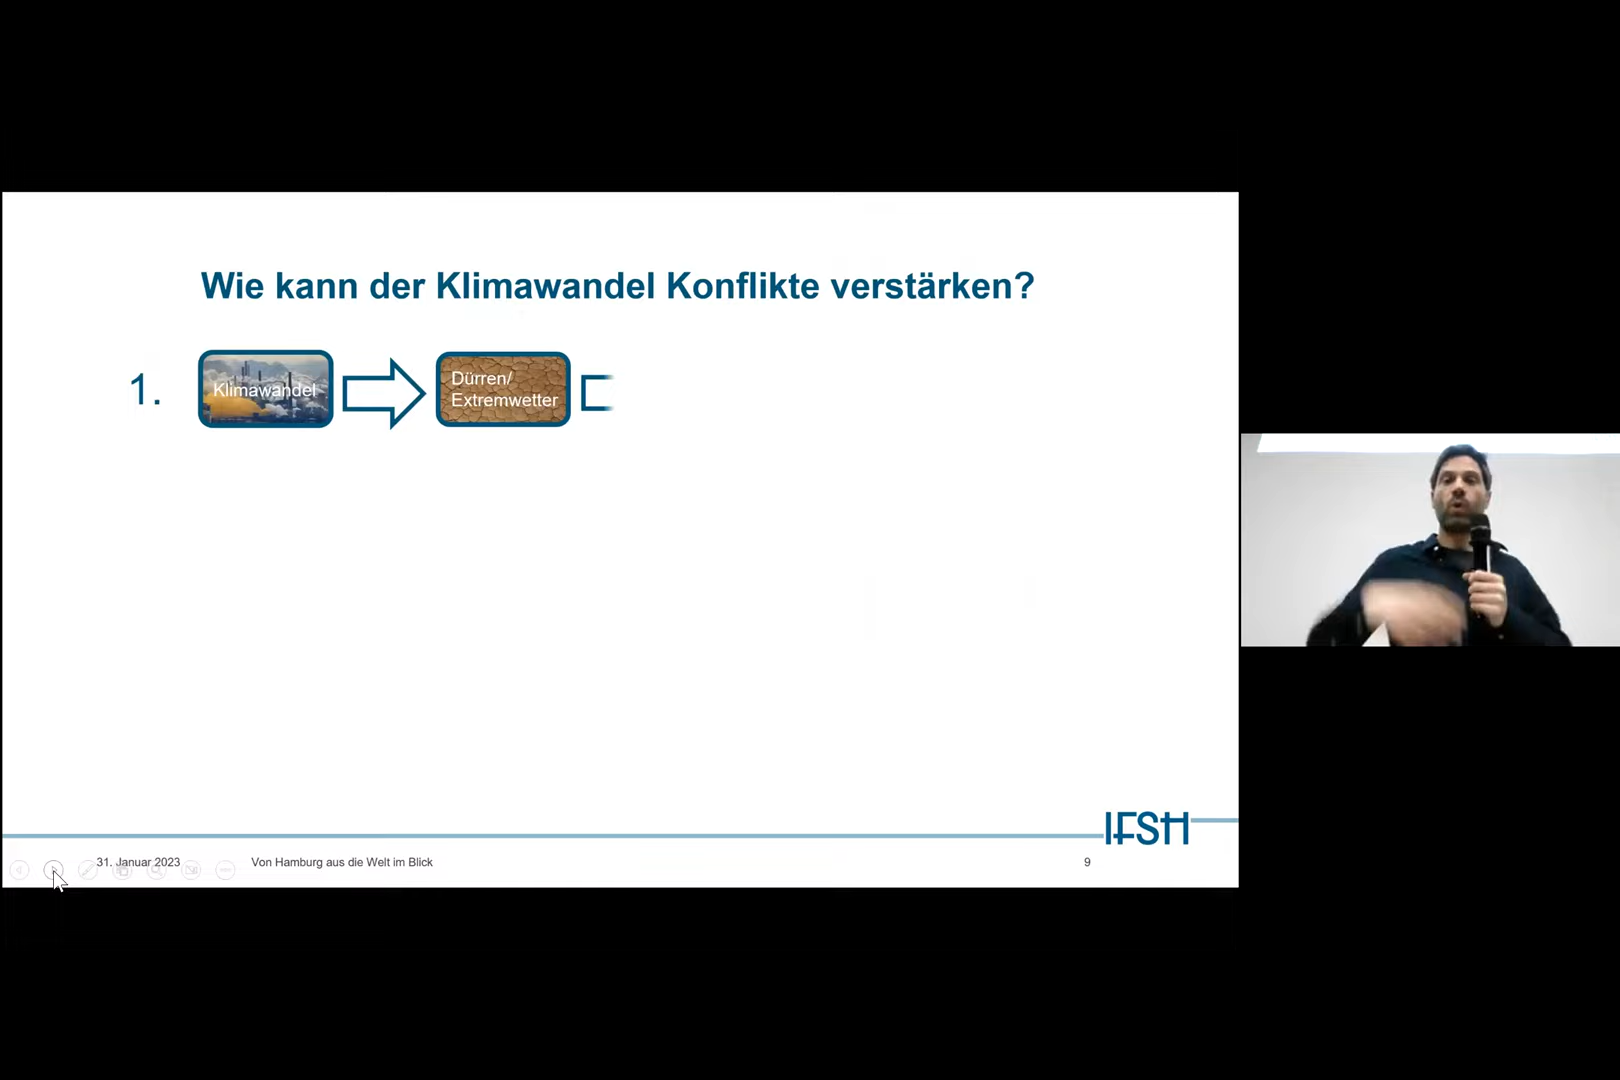 Wie kann der Klimawandel Konflikte verstärken?
1.
Klimawandel
Dürren/
Extremwetter
IFSH
31. Januar 2023
Von Hamburg aus die Welt im Blick
9